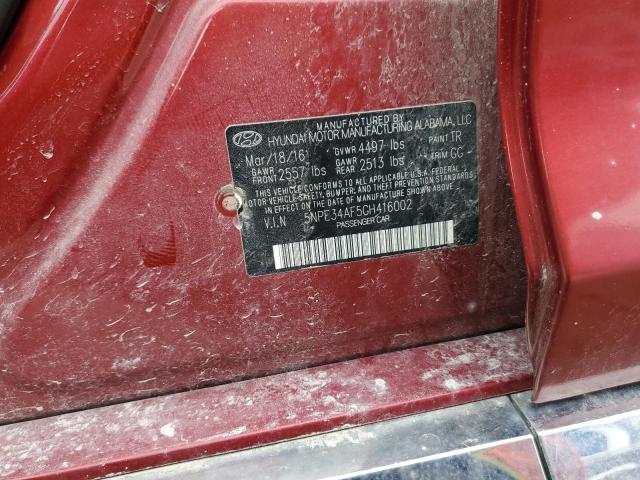 MANUFACTURED BY
HYUNDAI MOTOR MANUFACTURING ALABAMA, LLC
Mar/18/16 GVWR 4497 lbs PAINT TR
GAWR FRONT 2557 lbs GAWR REAR 2513 lbs TRIM GC
THIS VEHICLE CONFORMS TO ALL APPLICABLE U.S.A. FEDERAL
MOTOR VEHICLE SAFETY, BUMPER, AND THEFT PREVENTION STANDARDS
IN EFFECT ON THE DATE OF MANUFACTURE SHOWN ABOVE.
V.I.N 5NPE34AF5GH416002
PASSENGER CAR